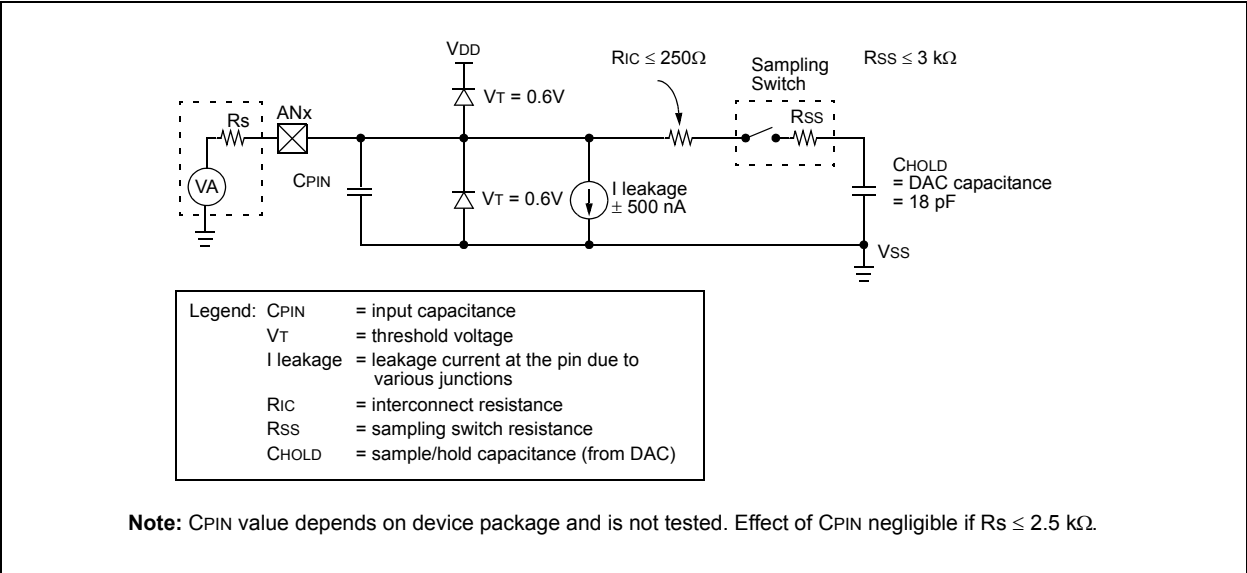 VDD
RIC ≤ 250Ω
Sampling
Switch
RSS ≤ 3 kΩ
VT = 0.6V
Rs
ANx
RSS
VA
CPIN
VT = 0.6V
I leakage
± 500 nA
CHOLD
= DAC capacitance
= 18 pF
VSS
Legend: CPIN = input capacitance
VT = threshold voltage
I leakage = leakage current at the pin due to
various junctions
RIC = interconnect resistance
RSS = sampling switch resistance
CHOLD = sample/hold capacitance (from DAC)
Note: CPIN value depends on device package and is not tested. Effect of CPIN negligible if Rs ≤ 2.5 kΩ.